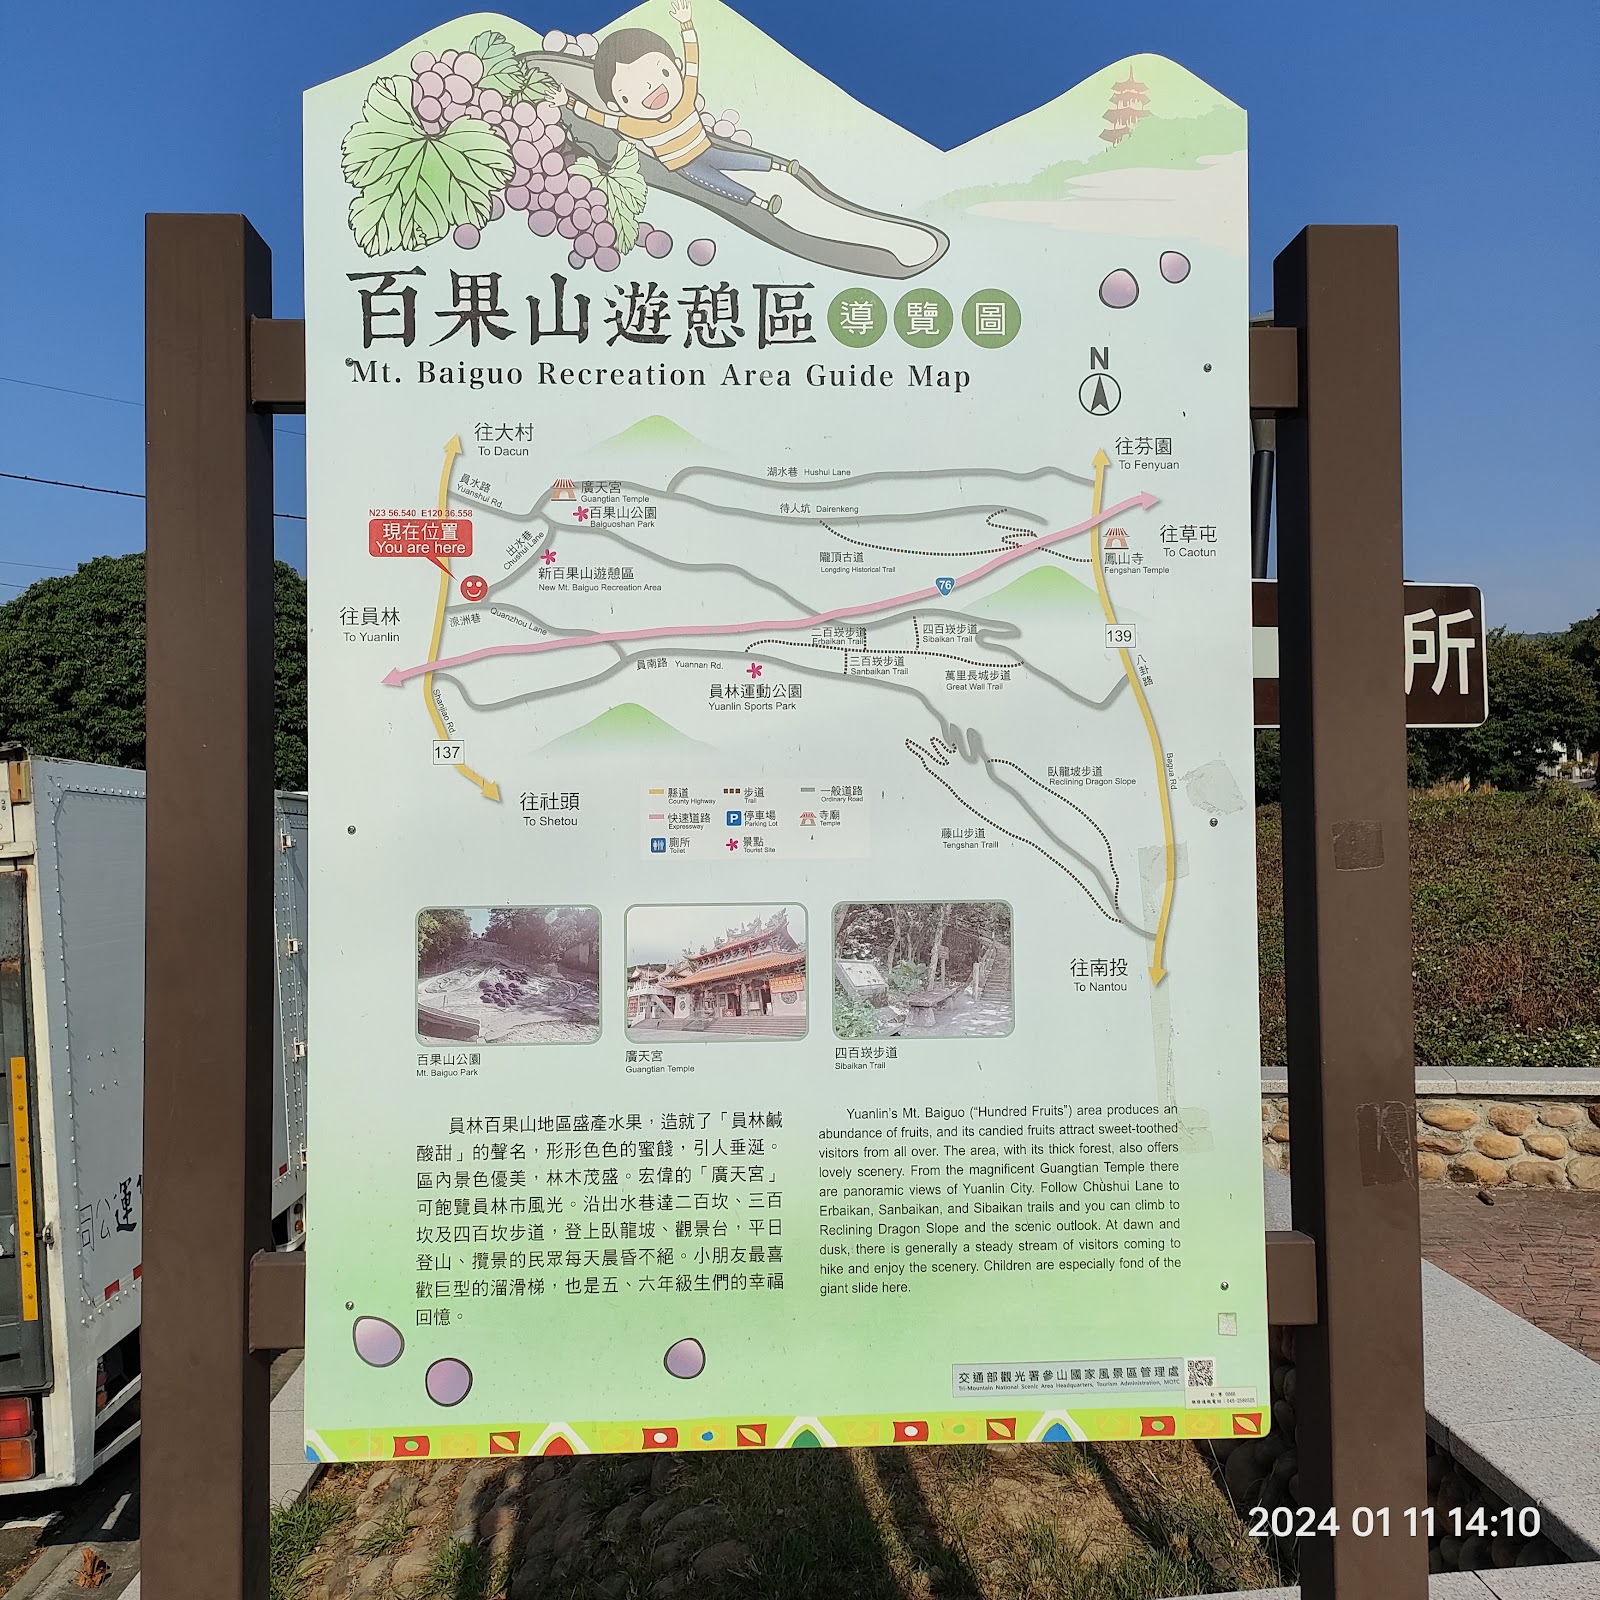 百果山遊憩區導覽圖
Mt. Baiguo Recreation Area Guide Map
N
往大村
To Dacun
往芬園
To Fenyuan
湖水巷 Hushui Lane
員水路
Yuanshui Rd.
廣天宮
Guangtian Temple
百果山公園
Baiguoshan Park
待人坑 Dairenkeng
N23 56.540 E120 36.558
現在位置
You are here
出水巷
Chushui Lane
往草屯
To Caotun
隴頂古道
Longding Historical Trail
鳳山寺
Fengshan Temple
新百果山遊憩區
New Mt. Baiguo Recreation Area
76
往員林
To Yuanlin
湶洲巷 Quanzhou Lane
二百崁步道
Erbaikan Trail
四百崁步道
Sibaikan Trail
139
八卦路
員南路 Yuannan Rd.
三百崁步道
Sanbaikan Trail
萬里長城步道
Great Wall Trail
員林運動公園
Yuanlin Sports Park
Shanjiao Rd.
137
Bagua Rd.
臥龍坡步道
Reclining Dragon Slope
往社頭
To Shetou
縣道
County Highway
步道
Trail
一般道路
Ordinary Road
快速道路
Expressway
P
停車場
Parking Lot
寺廟
Temple
廁所
Toilet
景點
Tourist Site
藤山步道
Tengshan Traill
往南投
To Nantou
百果山公園
Mt. Baiguo Park
廣天宮
Guangtian Temple
四百崁步道
Sibaikan Trail
員林百果山地區盛產水果，造就了「員林鹹
酸甜」的聲名，形形色色的蜜餞，引人垂涎。
區內景色優美，林木茂盛。宏偉的「廣天宮」
可飽覽員林市風光。沿出水巷達二百坎、三百
坎及四百坎步道，登上臥龍坡、觀景台，平日
登山、攬景的民眾每天晨昏不絕。小朋友最喜
歡巨型的溜滑梯，也是五、六年級生們的幸福
回憶。
Yuanlin's Mt. Baiguo (“Hundred Fruits”) area produces an
abundance of fruits, and its candied fruits attract sweet-toothed
visitors from all over. The area, with its thick forest, also offers
lovely scenery. From the magnificent Guangtian Temple there
are panoramic views of Yuanlin City. Follow Chùshui Lane to
Erbaikan, Sanbaikan, and Sibaikan trails and you can climb to
Reclining Dragon Slope and the scenic outlook. At dawn and
dusk, there is generally a steady stream of visitors coming to
hike and enjoy the scenery. Children are especially fond of the
giant slide here.
交通部觀光署參山國家風景區管理處
Tri-Mountain National Scenic Area Headquarters, Tourism Administration, MOTC
所
2024 01 11 14:10